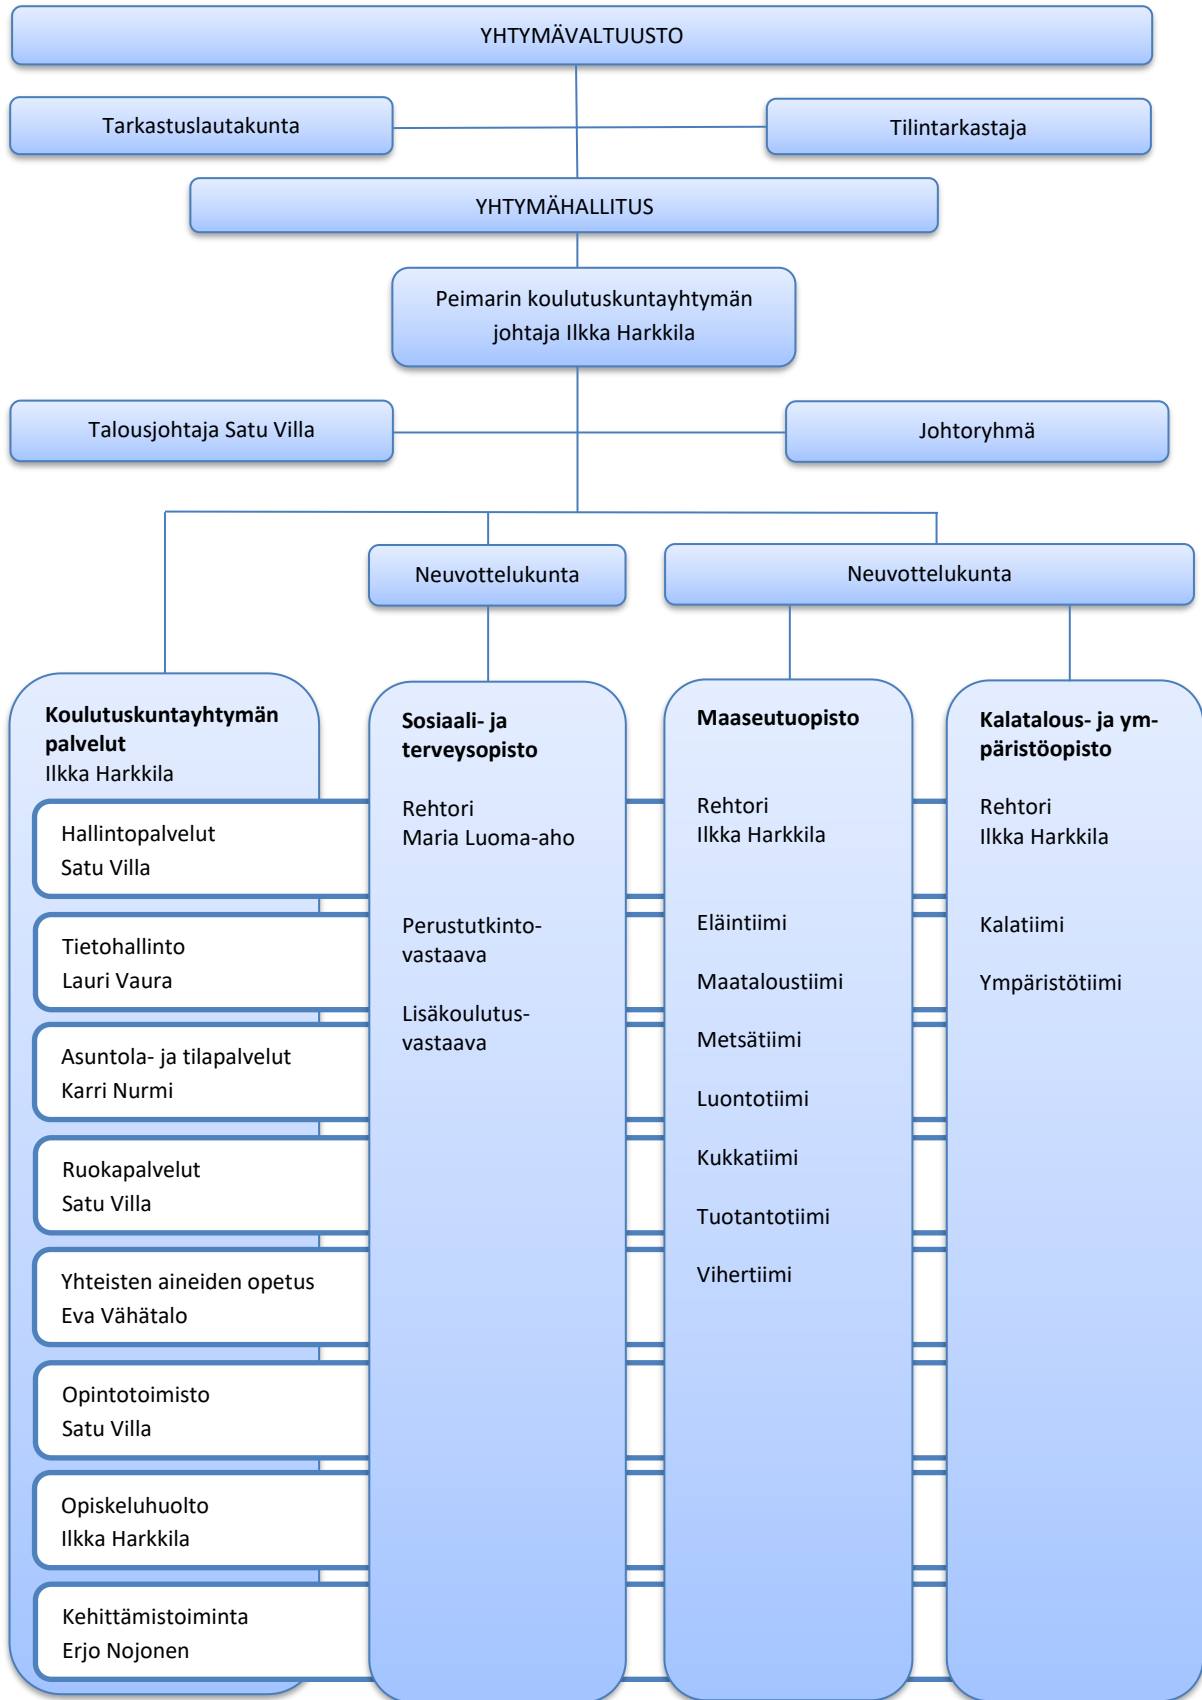 YHTYMÄVALTUUSTO
Tarkastuslautakunta
Tilintarkastaja
YHTYMÄHALLITUS
Peimarin koulutuskuntayhtymän
johtaja Ilkka Harkkila
Talousjohtaja Satu Villa
Johtoryhmä
Neuvottelukunta
Neuvottelukunta
Koulutuskuntayhtymän
palvelut
Ilkka Harkkila
Hallintopalvelut
Satu Villa
Tietohallinto
Lauri Vaura
Asuntola- ja tilapalvelut
Karri Nurmi
Ruokapalvelut
Satu Villa
Yhteisten aineiden opetus
Eva Vähätalo
Opintotoimisto
Satu Villa
Opiskeluhuolto
Ilkka Harkkila
Kehittämistoiminta
Erjo Nojonen
Sosiaali- ja
terveysopisto
Rehtori
Maria Luoma-aho
Perustutkinto-
vastaava
Lisäkoulutus-
vastaava
Maaseutuopisto
Rehtori
Ilkka Harkkila
Eläintiimi
Maataloustiimi
Metsätiimi
Luontotiimi
Kukkatiimi
Tuotantotiimi
Vihertiimi
Kalatalous- ja ym-
päristöopisto
Rehtori
Ilkka Harkkila
Kalatiimi
Ympäristötiimi